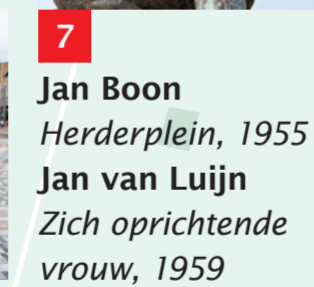 7
Jan Boon
Herderplein, 1955
Jan van Luijn
Zich oprichtende
vrouw, 1959